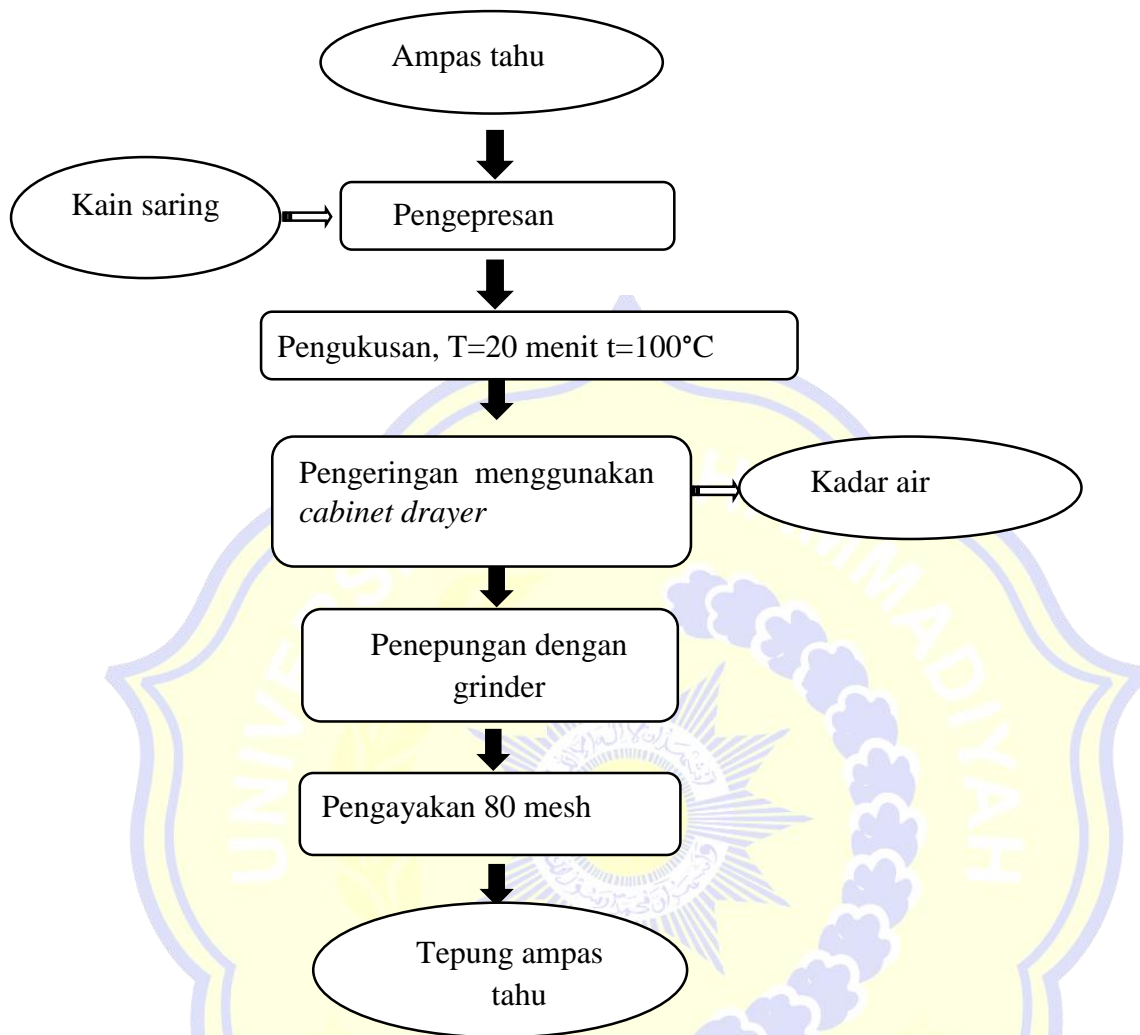 Ampas tahu
Kain saring
Pengepresan
Pengukusan, T=20 menit t=100°C
Pengeringan menggunakan
cabinet drayer
Kadar air
Penepungan dengan
grinder
Pengayakan 80 mesh
Tepung ampas
tahu